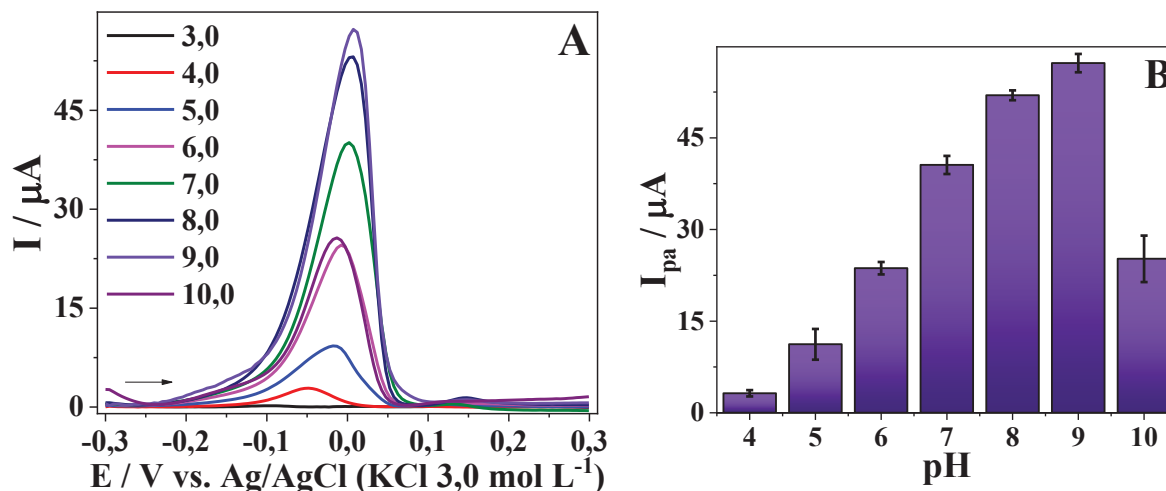 A
3,0
4,0
5,0
6,0
7,0
8,0
9,0
10,0
I / µA
45
30
15
0
-0,3 -0,2 -0,1 0,0 0,1 0,2 0,3
E / V vs. Ag/AgCl (KCl 3,0 mol L⁻¹)
B
I_pa / µA
45
30
15
0
4 5 6 7 8 9 10
pH